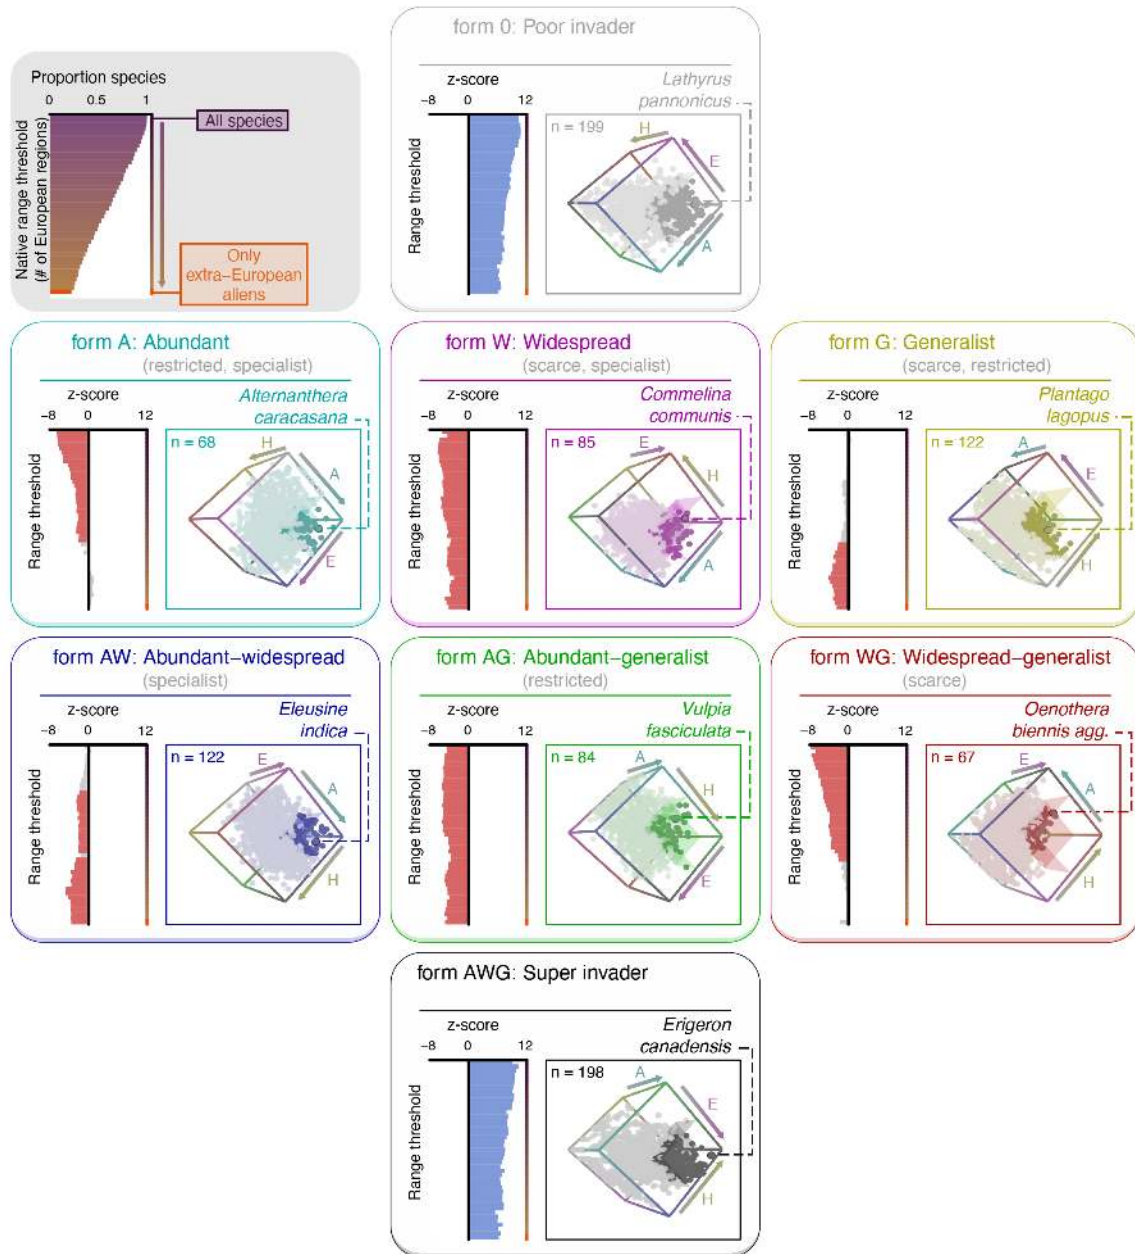 form 0: Poor invader
z-score
−8 0 12
Lathyrus
pannonicus
Range threshold
n = 199
H
E
A
Proportion species
0 0.5 1
All species
Native range threshold
(# of European regions)
Only
extra−European
aliens
form A: Abundant
(restricted, specialist)
z-score
−8 0 12
Alternanthera
caracasana
Range threshold
n = 68
H
A
E
form W: Widespread
(scarce, specialist)
z-score
−8 0 12
Commelina
communis
Range threshold
n = 85
E
H
A
form G: Generalist
(scarce, restricted)
z-score
−8 0 12
Plantago
lagopus
Range threshold
n = 122
A
E
H
form AW: Abundant−widespread
(specialist)
z-score
−8 0 12
Eleusine
indica
Range threshold
n = 122
E
A
H
form AG: Abundant−generalist
(restricted)
z-score
−8 0 12
Vulpia
fasciculata
Range threshold
n = 84
A
H
E
form WG: Widespread−generalist
(scarce)
z-score
−8 0 12
Oenothera
biennis agg.
Range threshold
n = 67
E
A
H
form AWG: Super invader
z-score
−8 0 12
Erigeron
canadensis
Range threshold
n = 198
A
E
H